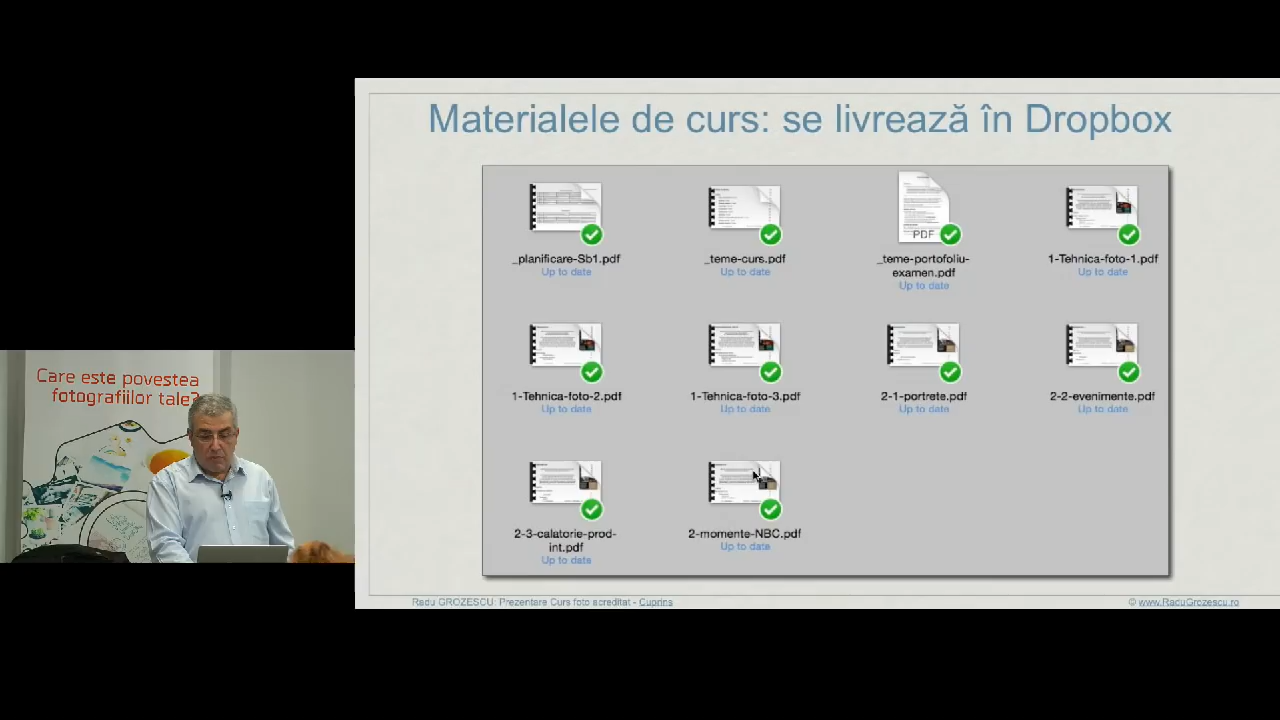 Materialele de curs: se livrează în Dropbox
_planificare-Sb1.pdf
Up to date
_teme-curs.pdf
Up to date
PDF
_teme-portofoliu-
examen.pdf
Up to date
1-Tehnica-foto-1.pdf
Up to date
1-Tehnica-foto-2.pdf
Up to date
1-Tehnica-foto-3.pdf
Up to date
2-1-portrete.pdf
Up to date
2-2-evenimente.pdf
Up to date
2-3-calatorie-prod-
int.pdf
Up to date
2-momente-NBC.pdf
Up to date
Radu GROZESCU: Prezentare Curs foto acreditat - Cuprins
© www.RaduGrozescu.ro
Care este povestea
fotografiilor tale?